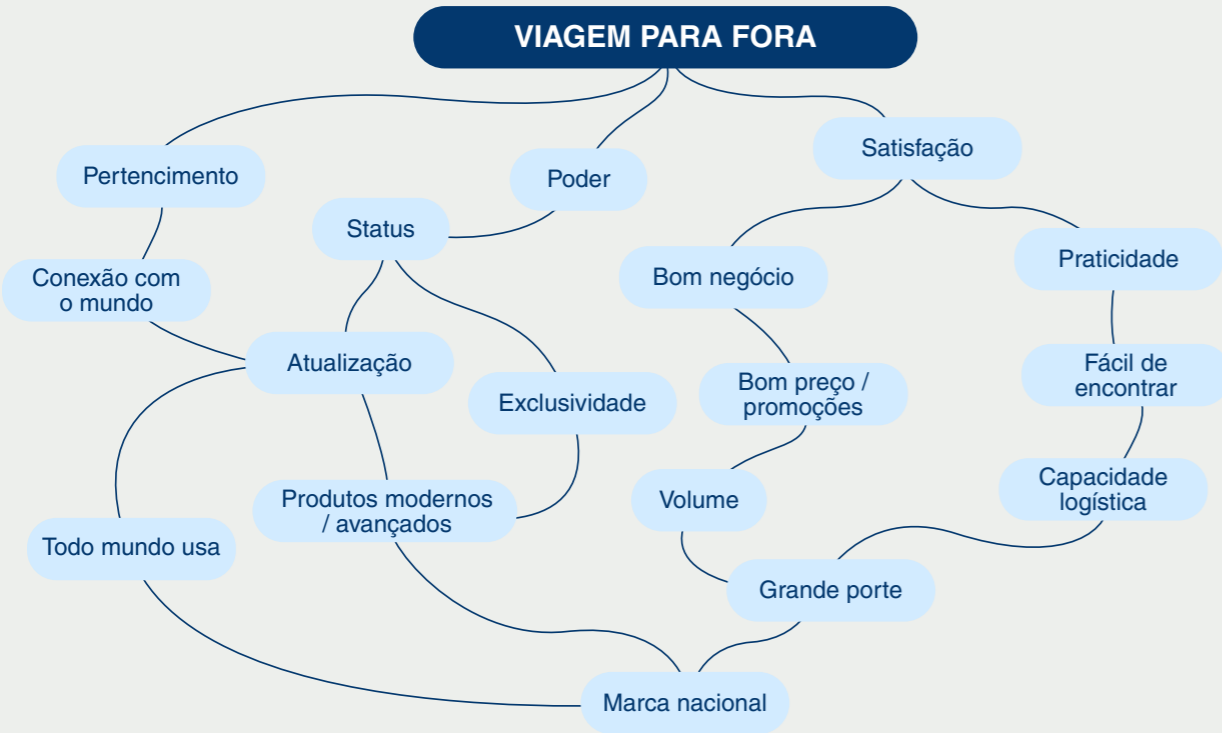 VIAGEM PARA FORA
Satisfação
Pertencimento
Poder
Status
Praticidade
Conexão com
o mundo
Bom negócio
Atualização
Fácil de
encontrar
Bom preço /
promoções
Exclusividade
Capacidade
logística
Produtos modernos
/ avançados
Volume
Todo mundo usa
Grande porte
Marca nacional